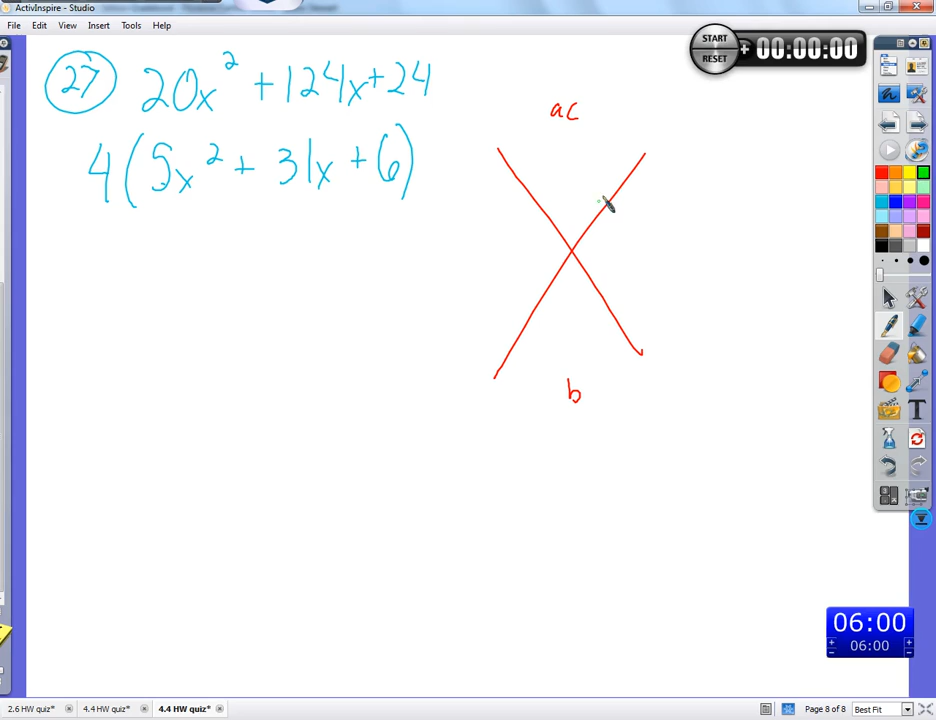 ActivInspire - Studio
File Edit View Insert Tools Help
START
RESET
00:00:00
27 20x² + 124x + 24
4(5x² + 31x + 6)
ac
b
T
06:00
06:00
2.6 HW quiz*
4.4 HW quiz*
4.4 HW quiz*
Page 8 of 8
Best Fit